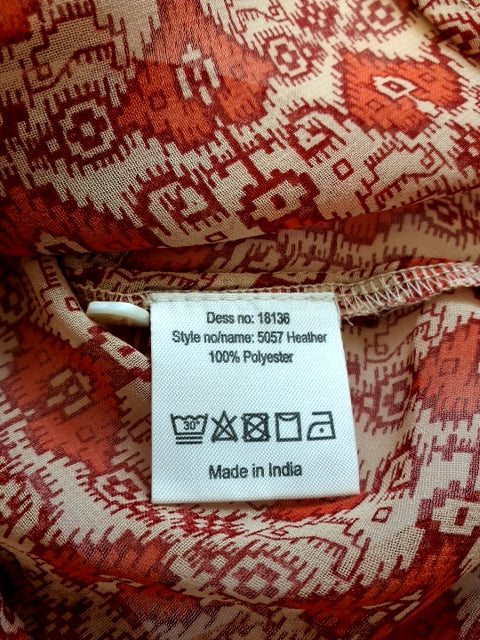 Dess no: 18136
Style no/name: 5057 Heather
100% Polyester
30°
Made in India